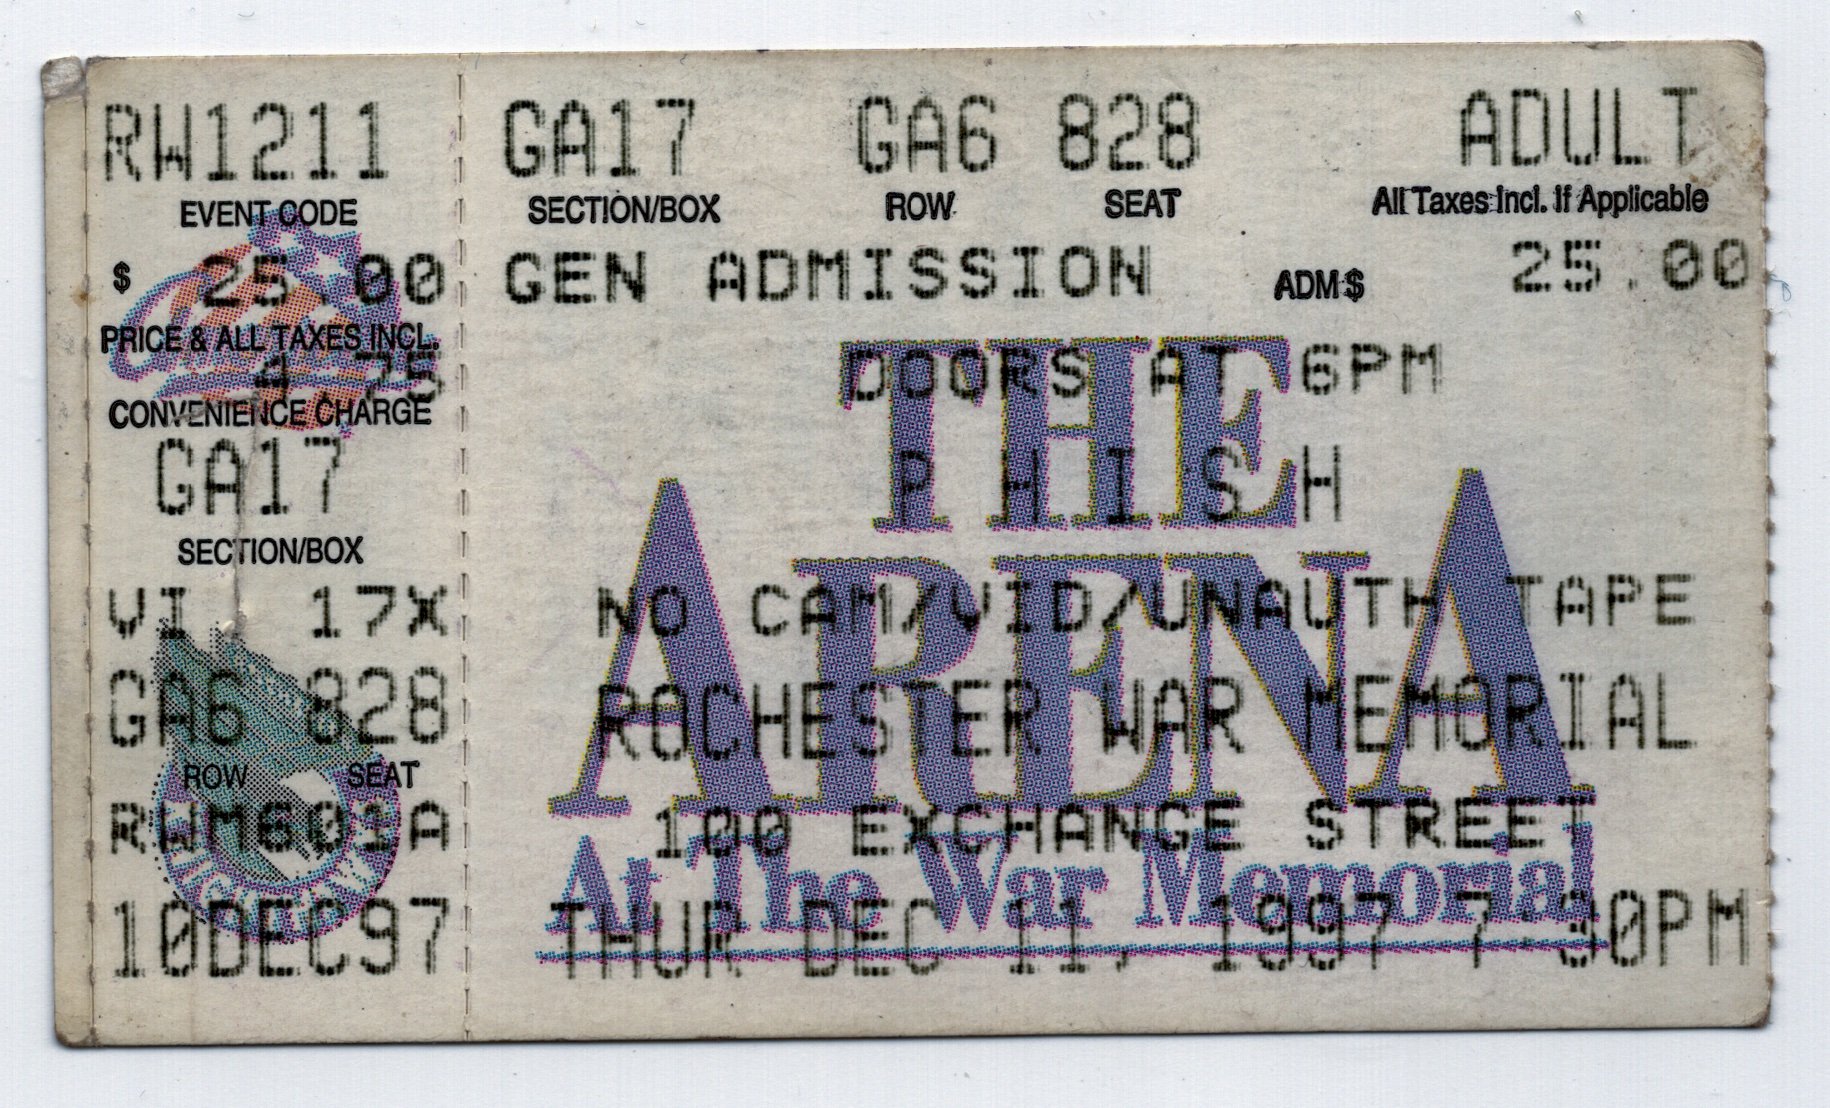 RW1211
EVENT CODE
$ 25.00
PRICE & ALL TAXES INCL.
4.75
CONVENIENCE CHARGE
GA17
SECTION/BOX
VI 17X
GA6 828
ROW SEAT
RWM601A
10DEC97
GA17 GA6 828 ADULT
SECTION/BOX ROW SEAT All Taxes Incl. If Applicable
GEN ADMISSION ADM$ 25.00
DOORS AT 6PM
THE
PHISH
ARENA
NO CAM/VID/UNAUTH TAPE
ROCHESTER WAR MEMORIAL
100 EXCHANGE STREET
At The War Memorial
THUR DEC 11, 1997 7:30PM